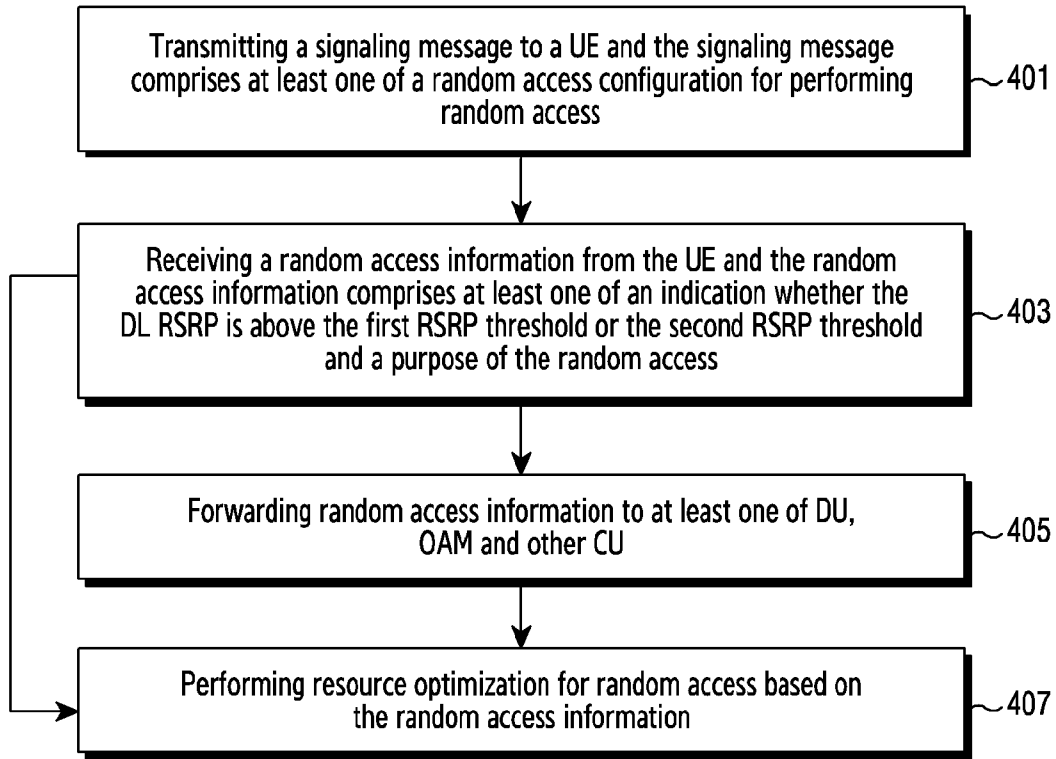 Transmitting a signaling message to a UE and the signaling message
comprises at least one of a random access configuration for performing
random access
401
Receiving a random access information from the UE and the random
access information comprises at least one of an indication whether the
DL RSRP is above the first RSRP threshold or the second RSRP threshold
and a purpose of the random access
403
Forwarding random access information to at least one of DU,
OAM and other CU
405
Performing resource optimization for random access based on
the random access information
407